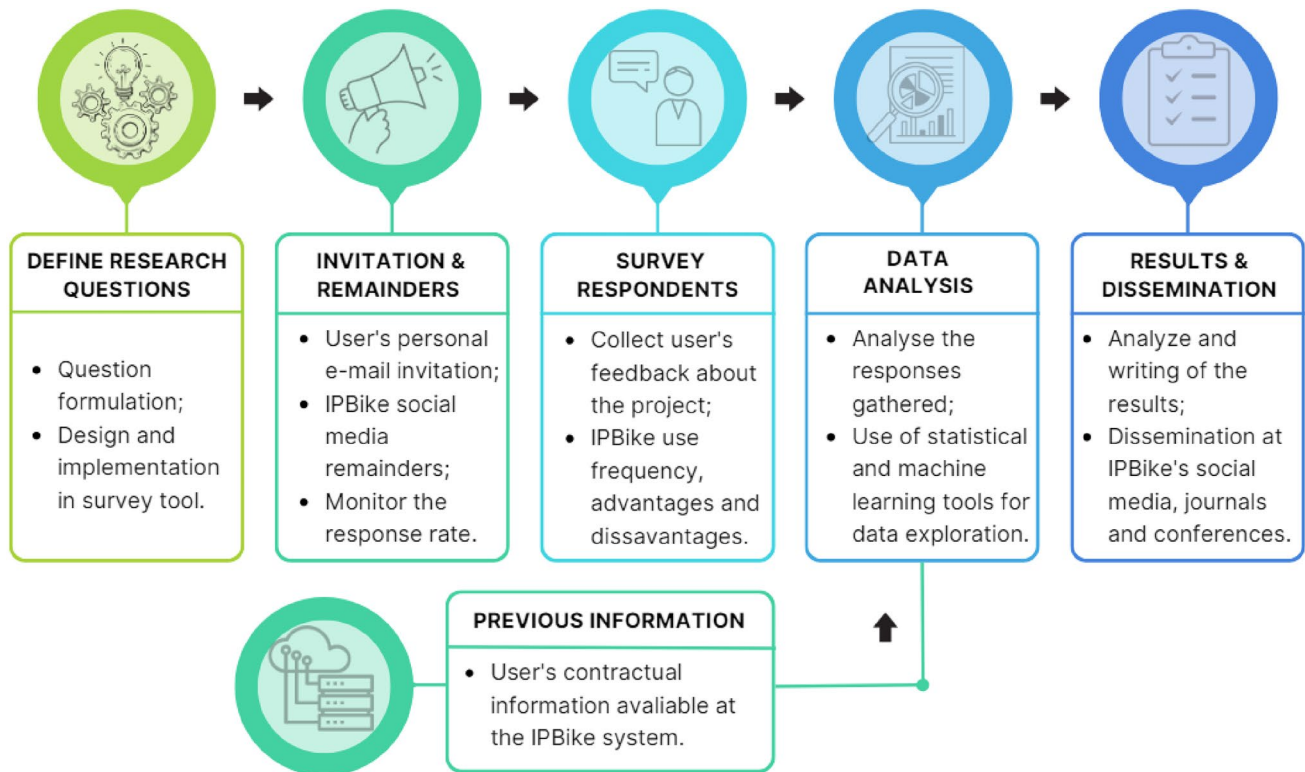 DEFINE RESEARCH
QUESTIONS
• Question
formulation;
• Design and
implementation
in survey tool.
INVITATION &
REMAINDERS
• User's personal
e-mail invitation;
• IPBike social
media
remainders;
• Monitor the
response rate.
SURVEY
RESPONDENTS
• Collect user's
feedback about
the project;
• IPBike use
frequency,
advantages and
dissavantages.
DATA
ANALYSIS
• Analyse the
responses
gathered;
• Use of statistical
and machine
learning tools for
data exploration.
RESULTS &
DISSEMINATION
• Analyze and
writing of the
results;
• Dissemination at
IPBike's social
media, journals
and conferences.
PREVIOUS INFORMATION
• User's contractual
information avaliable at
the IPBike system.